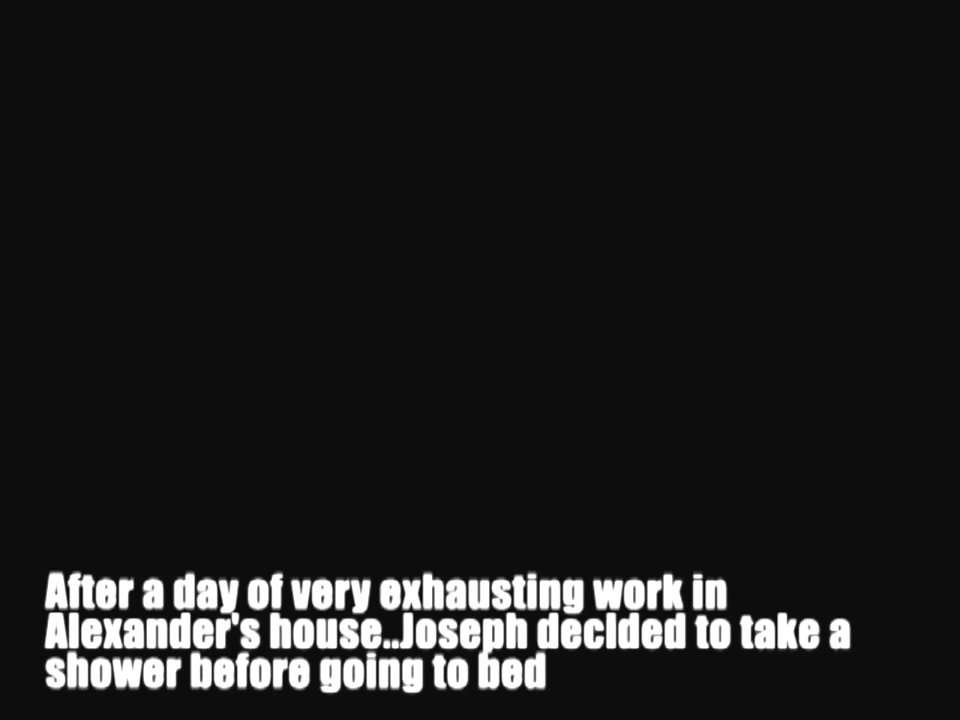 After a day of very exhausting work in
Alexander's house..Joseph decided to take a
shower before going to bed